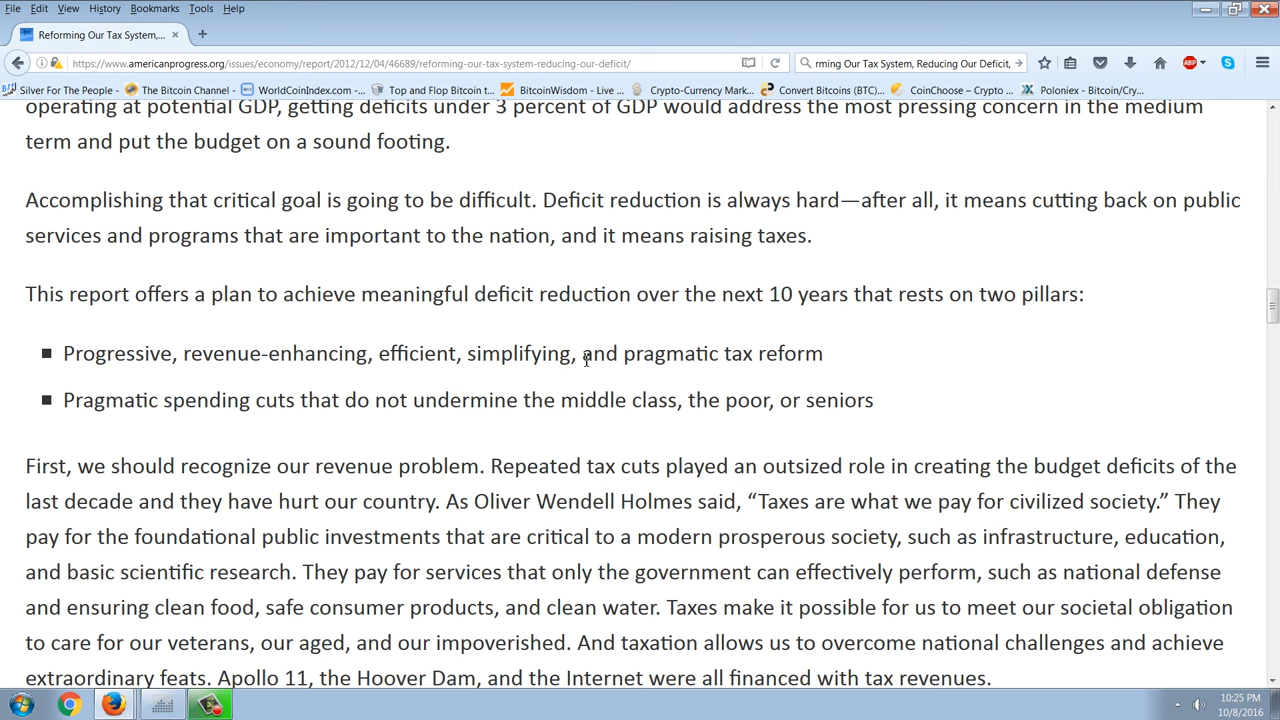 File Edit View History Bookmarks Tools Help
Reforming Our Tax System,... × +
https://www.americanprogress.org/issues/economy/report/2012/12/04/46689/reforming-our-tax-system-reducing-our-deficit/ rming Our Tax System, Reducing Our Deficit, ABP
Silver For The People - The Bitcoin Channel - WorldCoinIndex.com -... Top and Flop Bitcoin t... BitcoinWisdom - Live ... Crypto-Currency Mark... Convert Bitcoins (BTC)... CoinChoose – Crypto ... Poloniex - Bitcoin/Cry...
operating at potential GDP, getting deficits under 3 percent of GDP would address the most pressing concern in the medium
term and put the budget on a sound footing.
Accomplishing that critical goal is going to be difficult. Deficit reduction is always hard—after all, it means cutting back on public
services and programs that are important to the nation, and it means raising taxes.
This report offers a plan to achieve meaningful deficit reduction over the next 10 years that rests on two pillars:
■ Progressive, revenue-enhancing, efficient, simplifying, and pragmatic tax reform
■ Pragmatic spending cuts that do not undermine the middle class, the poor, or seniors
First, we should recognize our revenue problem. Repeated tax cuts played an outsized role in creating the budget deficits of the
last decade and they have hurt our country. As Oliver Wendell Holmes said, “Taxes are what we pay for civilized society.” They
pay for the foundational public investments that are critical to a modern prosperous society, such as infrastructure, education,
and basic scientific research. They pay for services that only the government can effectively perform, such as national defense
and ensuring clean food, safe consumer products, and clean water. Taxes make it possible for us to meet our societal obligation
to care for our veterans, our aged, and our impoverished. And taxation allows us to overcome national challenges and achieve
extraordinary feats. Apollo 11, the Hoover Dam, and the Internet were all financed with tax revenues.
10:25 PM
10/8/2016